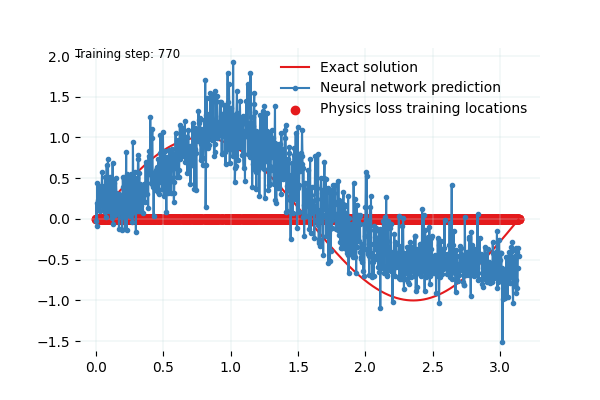 Training step: 770
Exact solution
Neural network prediction
Physics loss training locations
2.0
1.5
1.0
0.5
0.0
−0.5
−1.0
−1.5
0.0 0.5 1.0 1.5 2.0 2.5 3.0